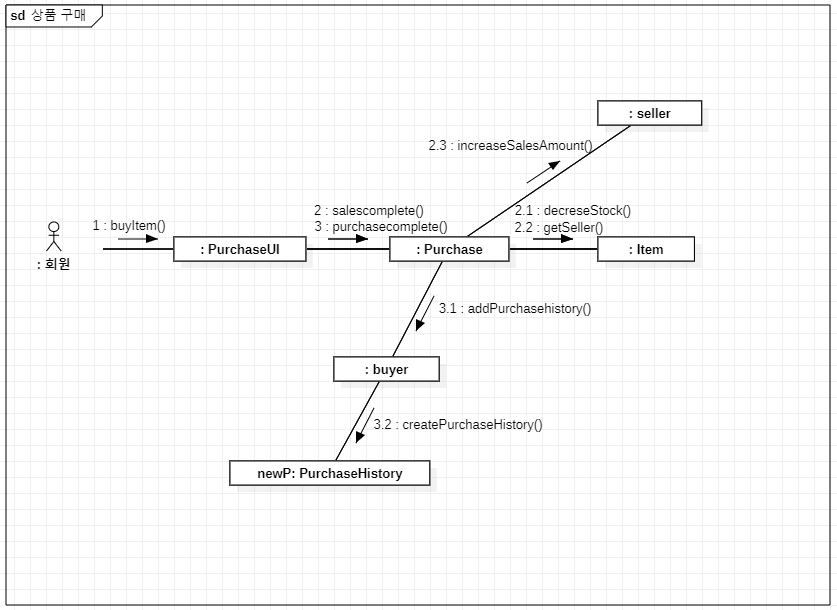 sd 상품 구매
: seller
2.3 : increaseSalesAmount()
2 : salescomplete()
3 : purchasecomplete()
2.1 : decreseStock()
2.2 : getSeller()
1 : buyItem()
: 회원
: PurchaseUI
: Purchase
: Item
3.1 : addPurchasehistory()
: buyer
3.2 : createPurchaseHistory()
newP: PurchaseHistory